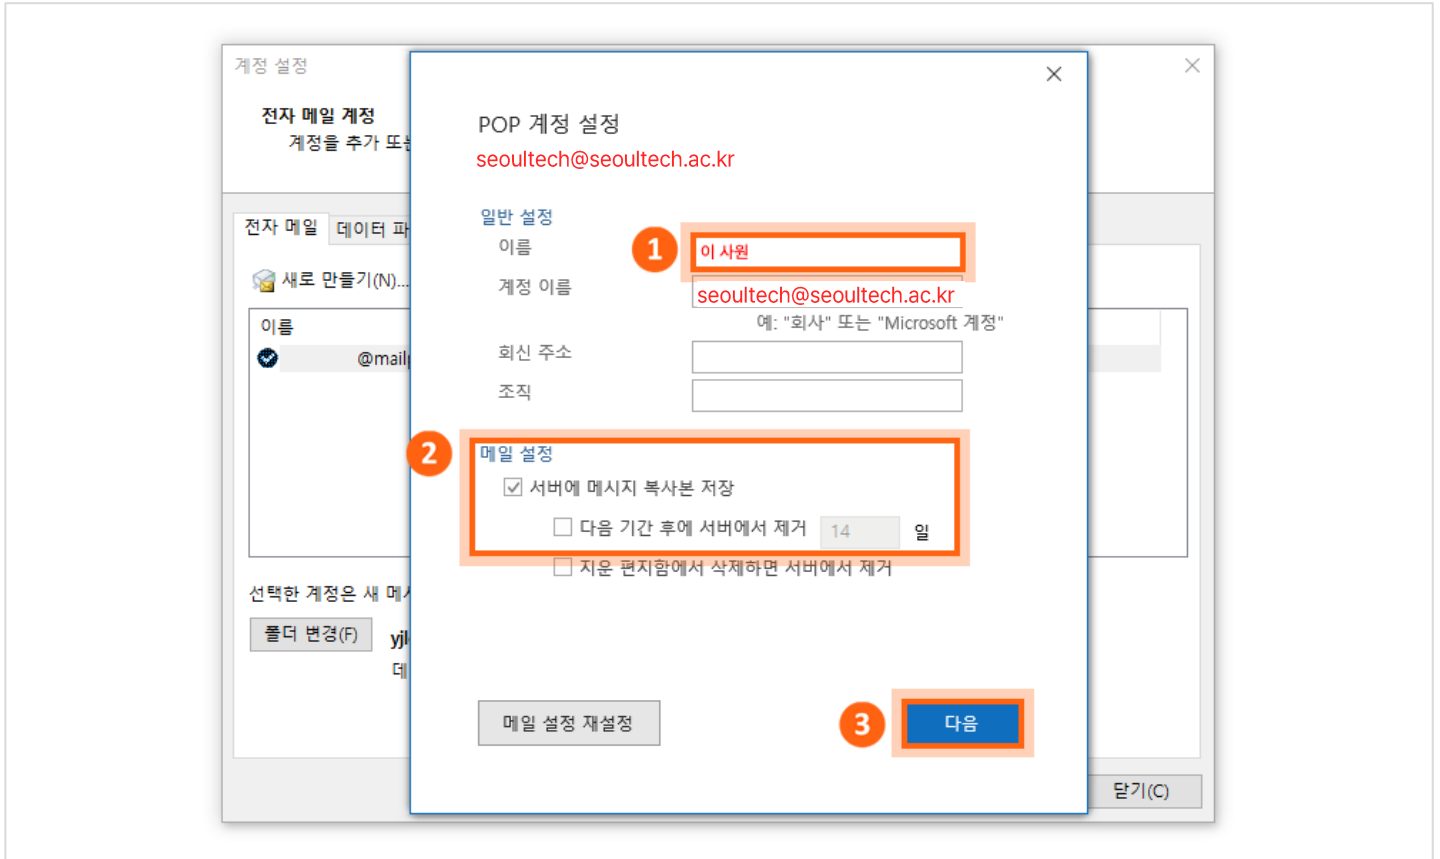 계정 설정
전자 메일 계정
계정을 추가 또는
전자 메일
데이터 파
새로 만들기(N)...
이름
@mail
선택한 계정은 새 메
폴더 변경(F)
yjl
데
닫기(C)
POP 계정 설정
seoultech@seoultech.ac.kr
일반 설정
이름
1
이 사원
계정 이름
seoultech@seoultech.ac.kr
예: "회사" 또는 "Microsoft 계정"
회신 주소
조직
2
메일 설정
서버에 메시지 복사본 저장
다음 기간 후에 서버에서 제거 14 일
지운 편지함에서 삭제하면 서버에서 제거
메일 설정 재설정
3
다음